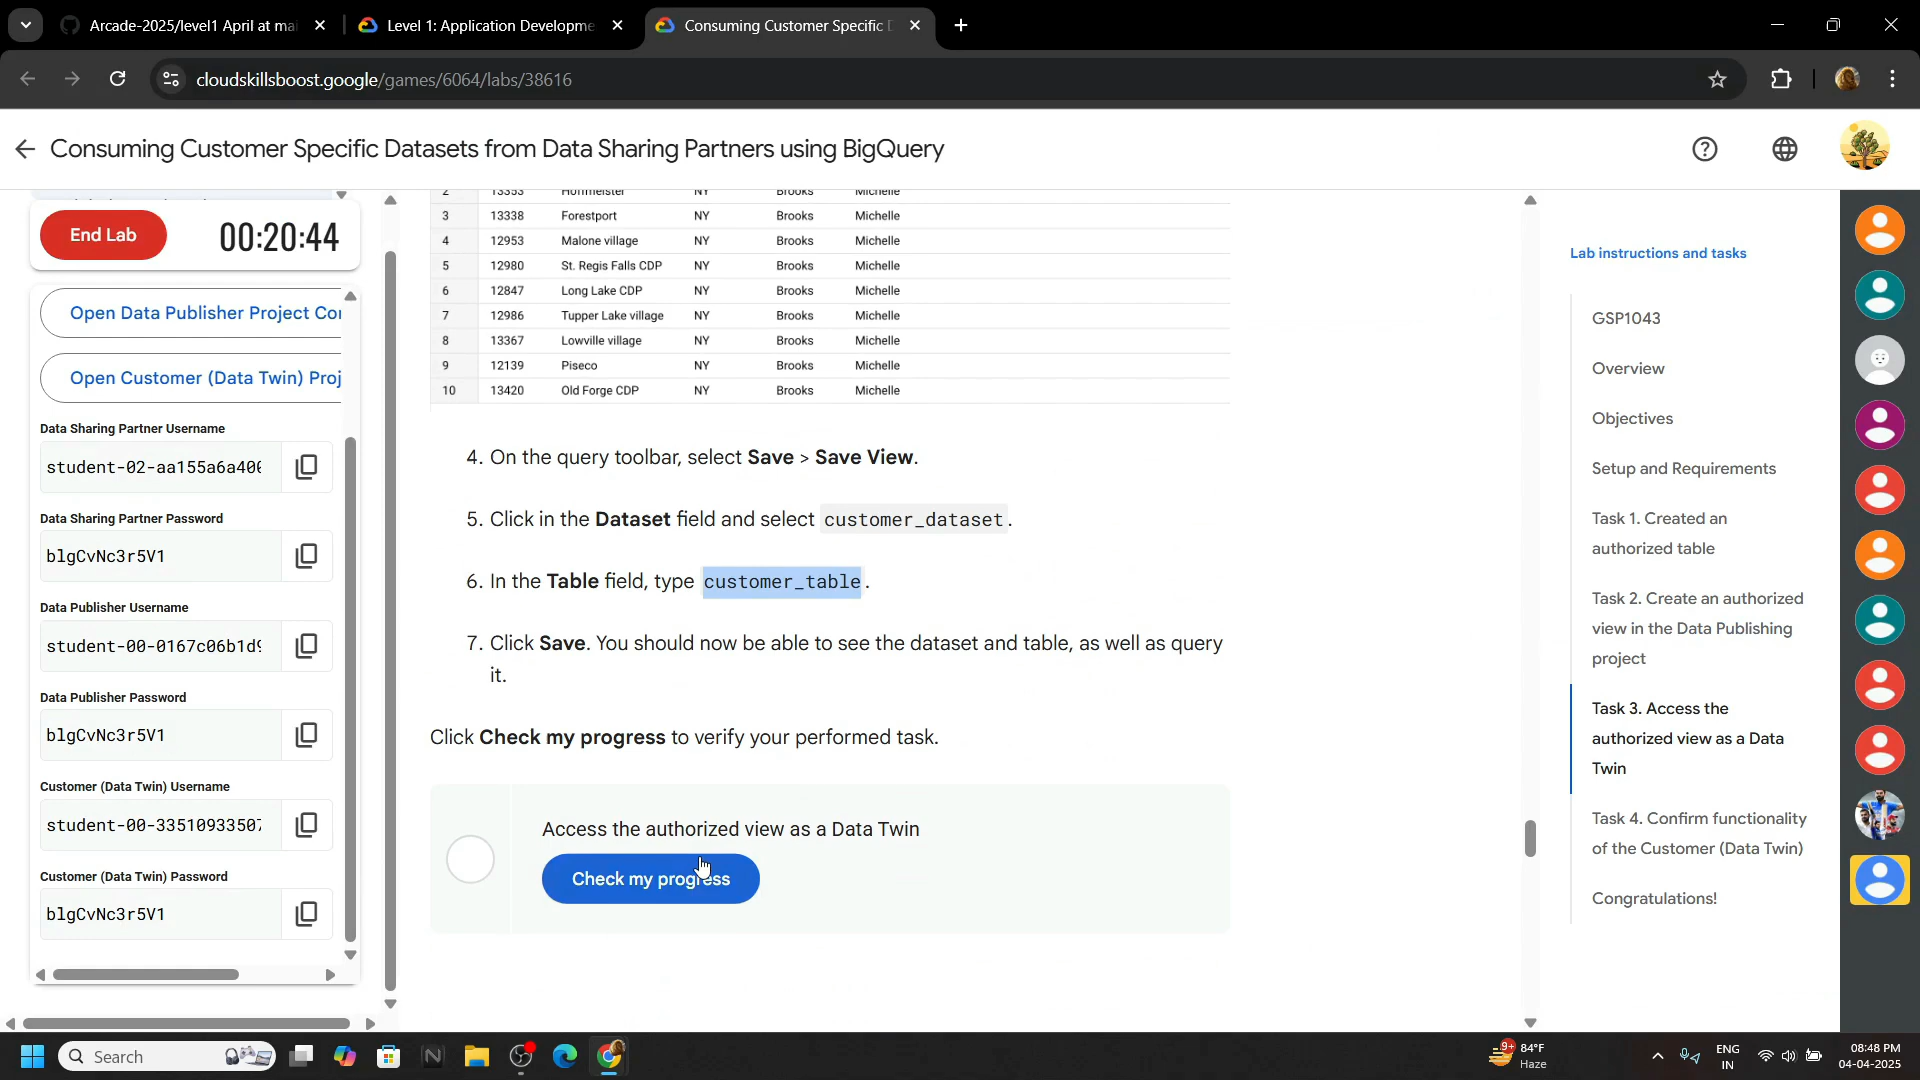 Arcade-2025/level1 April at mai
Level 1: Application Developme
Consuming Customer Specific D
cloudskillsboost.google/games/6064/labs/38616
Consuming Customer Specific Datasets from Data Sharing Partners using BigQuery
End Lab
00:20:44
Open Data Publisher Project Con
Open Customer (Data Twin) Proj
Data Sharing Partner Username
student-02-aa155a6a400
Data Sharing Partner Password
blgCvNc3r5V1
Data Publisher Username
student-00-0167c06b1d9
Data Publisher Password
blgCvNc3r5V1
Customer (Data Twin) Username
student-00-33510933507
Customer (Data Twin) Password
blgCvNc3r5V1
2 13353 Hoffmeister NY Brooks Michelle
3 13338 Forestport NY Brooks Michelle
4 12953 Malone village NY Brooks Michelle
5 12980 St. Regis Falls CDP NY Brooks Michelle
6 12847 Long Lake CDP NY Brooks Michelle
7 12986 Tupper Lake village NY Brooks Michelle
8 13367 Lowville village NY Brooks Michelle
9 12139 Piseco NY Brooks Michelle
10 13420 Old Forge CDP NY Brooks Michelle
4. On the query toolbar, select Save > Save View.
5. Click in the Dataset field and select customer_dataset.
6. In the Table field, type customer_table.
7. Click Save. You should now be able to see the dataset and table, as well as query
it.
Click Check my progress to verify your performed task.
Access the authorized view as a Data Twin
Check my progress
Lab instructions and tasks
GSP1043
Overview
Objectives
Setup and Requirements
Task 1. Created an
authorized table
Task 2. Create an authorized
view in the Data Publishing
project
Task 3. Access the
authorized view as a Data
Twin
Task 4. Confirm functionality
of the Customer (Data Twin)
Congratulations!
Search
9+
84°F
Haze
ENG
IN
08:48 PM
04-04-2025